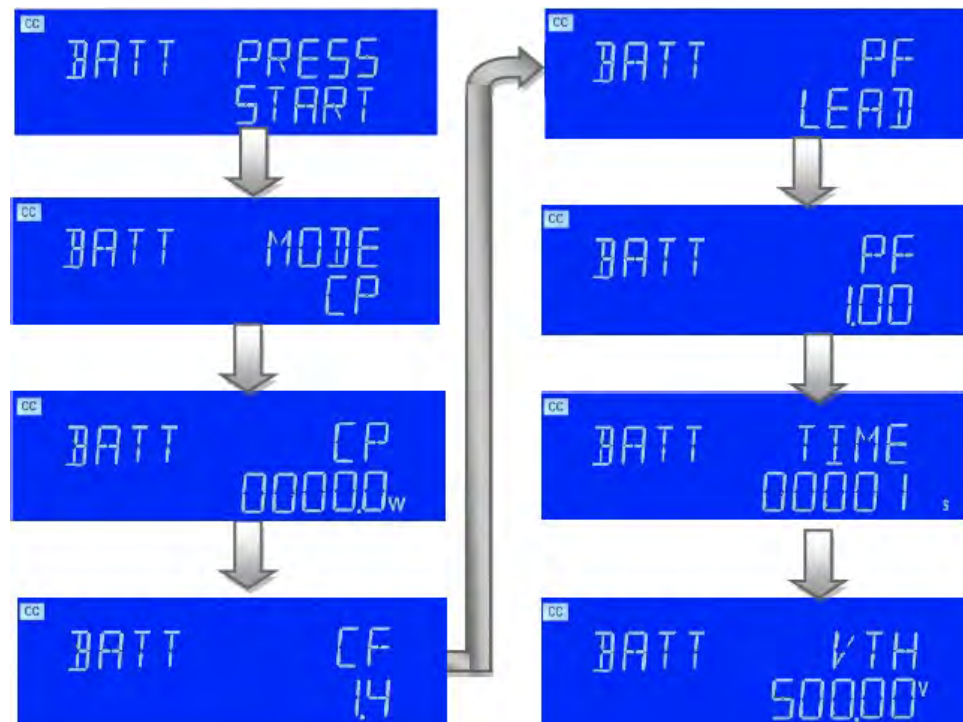 CC
BATT PRESS
START
CC
BATT MODE
CP
CC
BATT CP
0000.0W
CC
BATT CF
1.4
CC
BATT PF
LEAD
CC
BATT PF
1.00
CC
BATT TIME
00001 s
CC
BATT VTH
500.00V